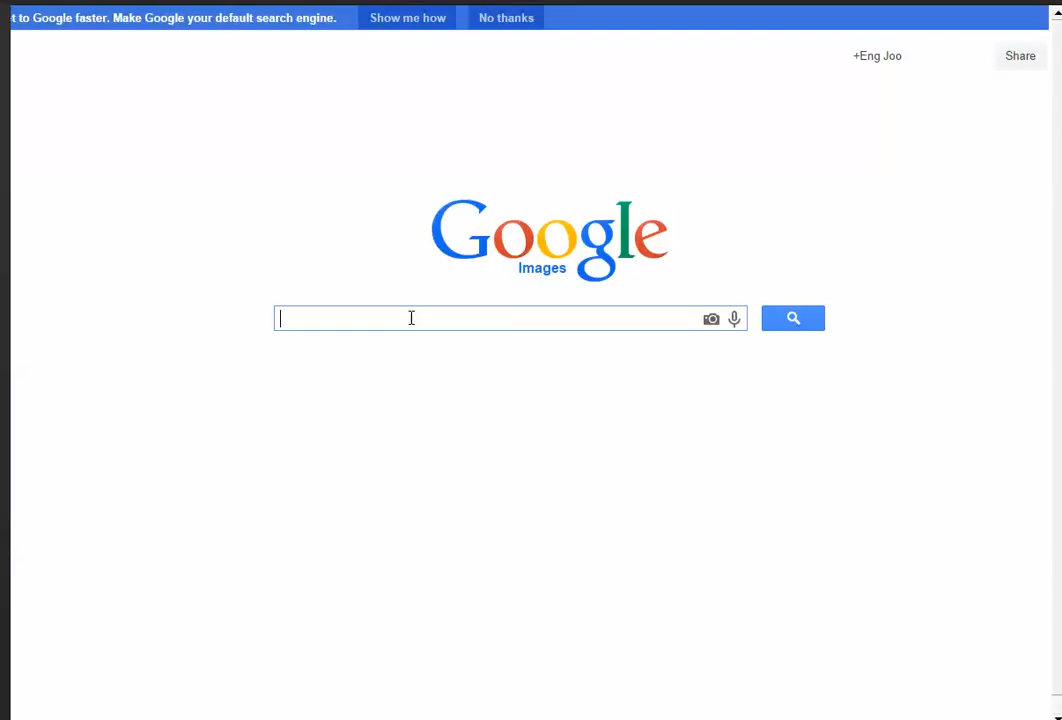 t to Google faster. Make Google your default search engine. Show me how No thanks
+Eng Joo Share
Google
Images